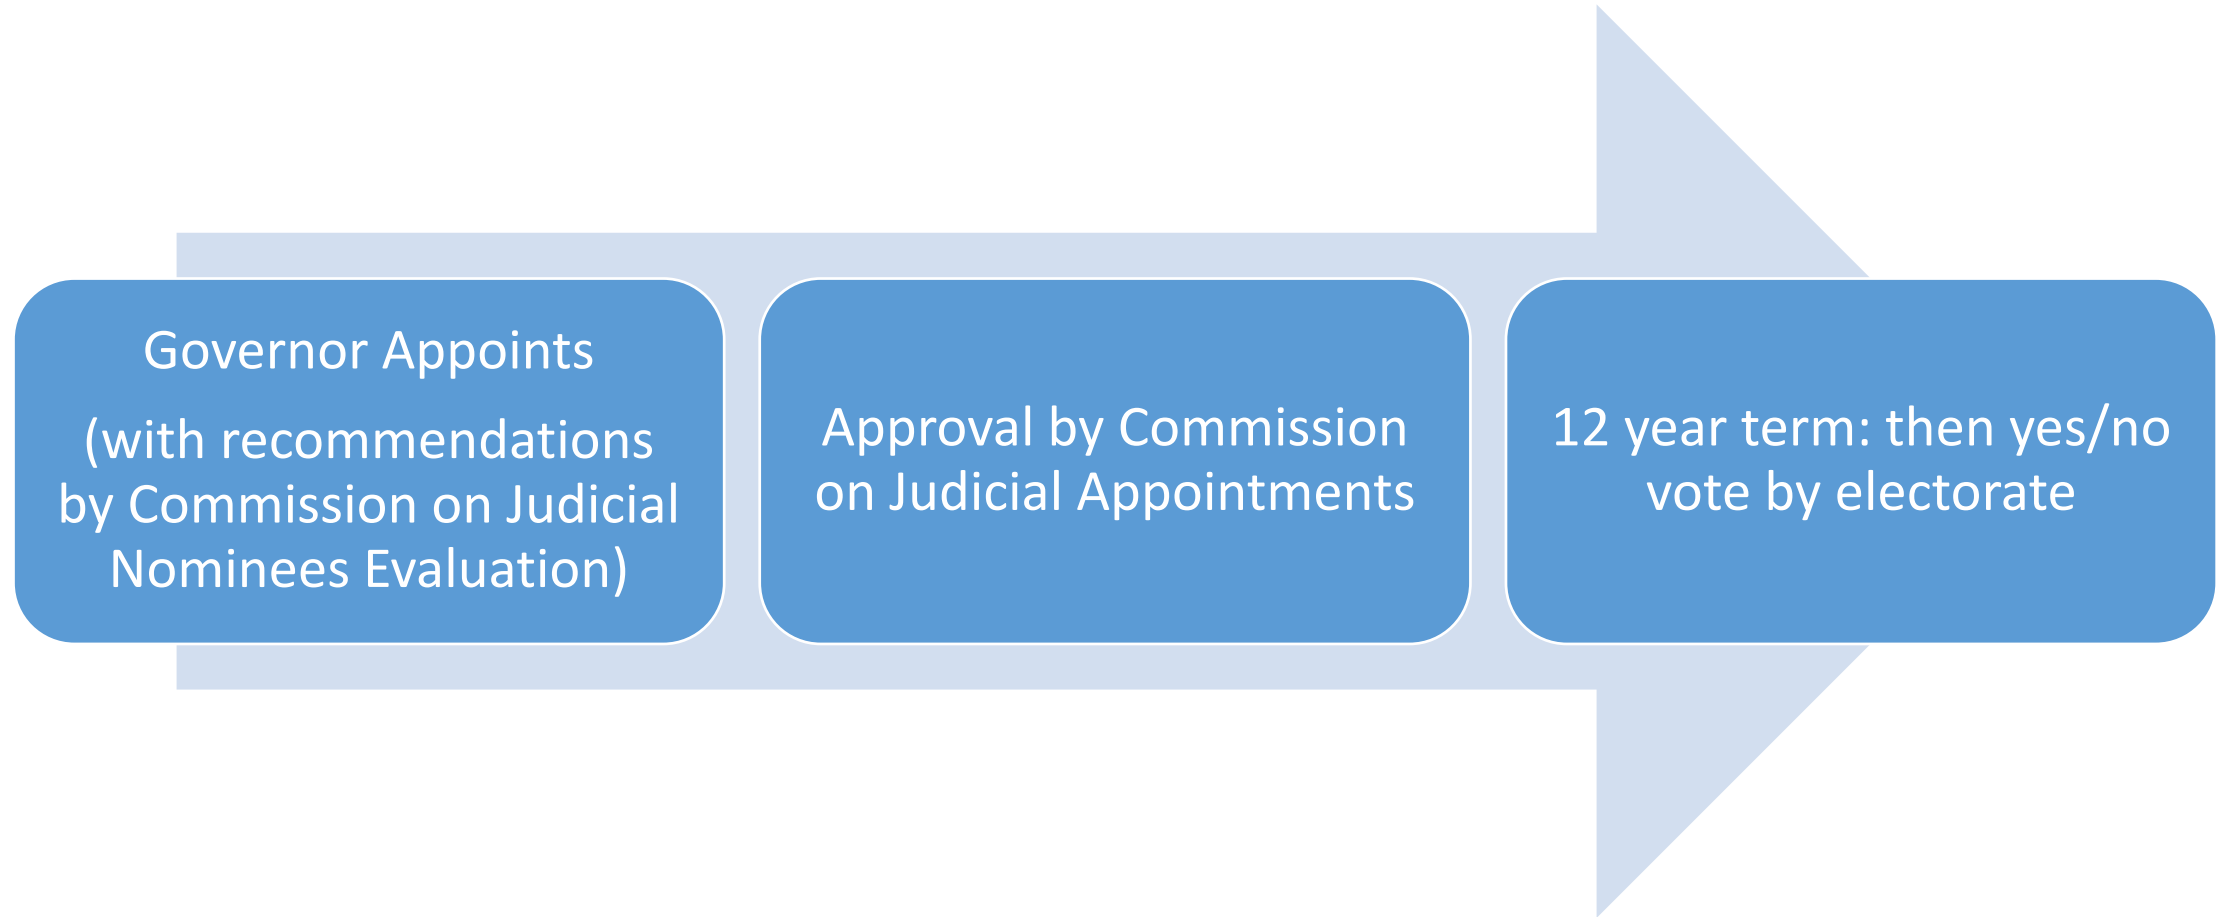 Governor Appoints
(with recommendations
by Commission on Judicial
Nominees Evaluation)
Approval by Commission
on Judicial Appointments
12 year term: then yes/no
vote by electorate